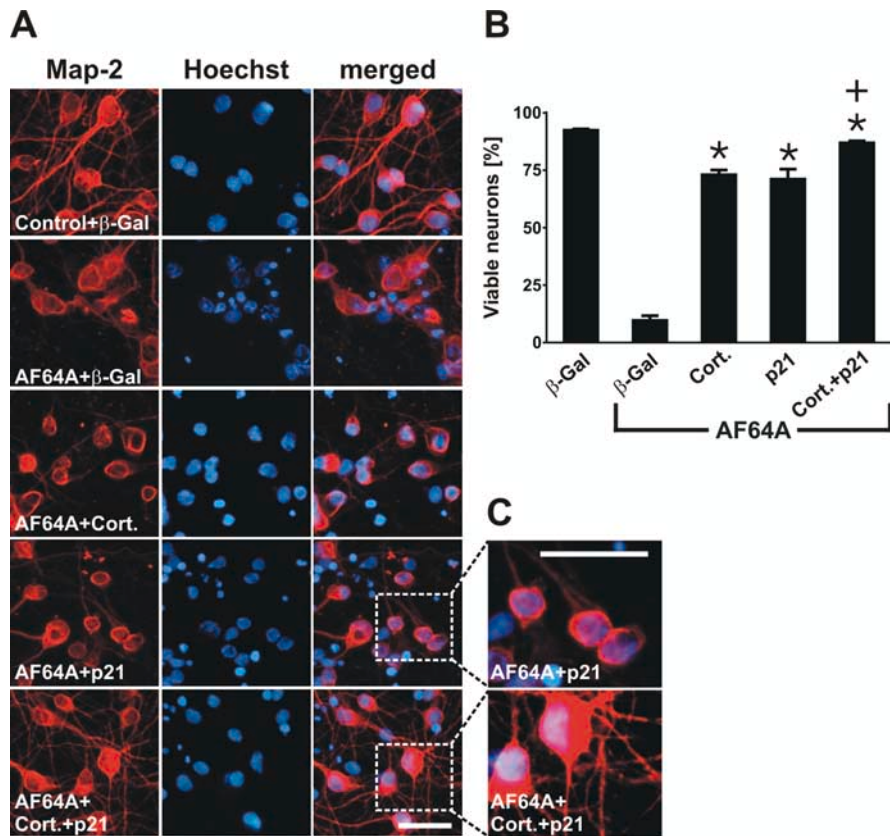 A
Map-2 Hoechst merged
Control+β-Gal
AF64A+β-Gal
AF64A+Cort.
AF64A+p21
AF64A+
Cort.+p21
B
Viable neurons [%]
100
75
50
25
0
*
*
+
*
β-Gal
β-Gal
Cort.
p21
Cort.+p21
AF64A
C
AF64A+p21
AF64A+
Cort.+p21